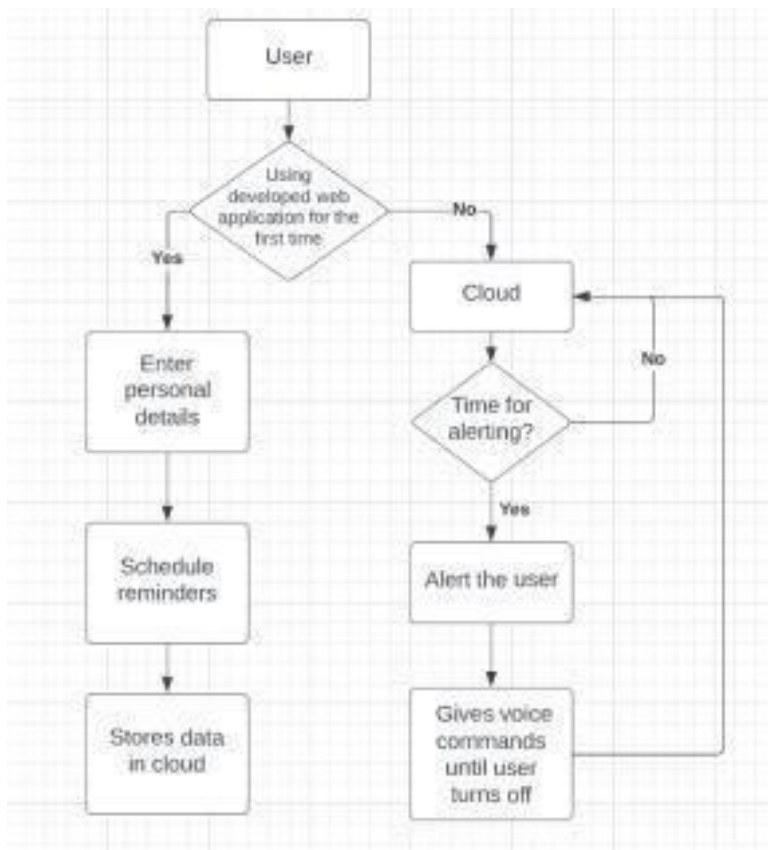 User
Using
developed web
application for the
first time
Yes
No
Enter
personal
details
Schedule
reminders
Stores data
in cloud
Cloud
Time for
alerting?
No
Yes
Alert the user
Gives voice
commands
until user
turns off